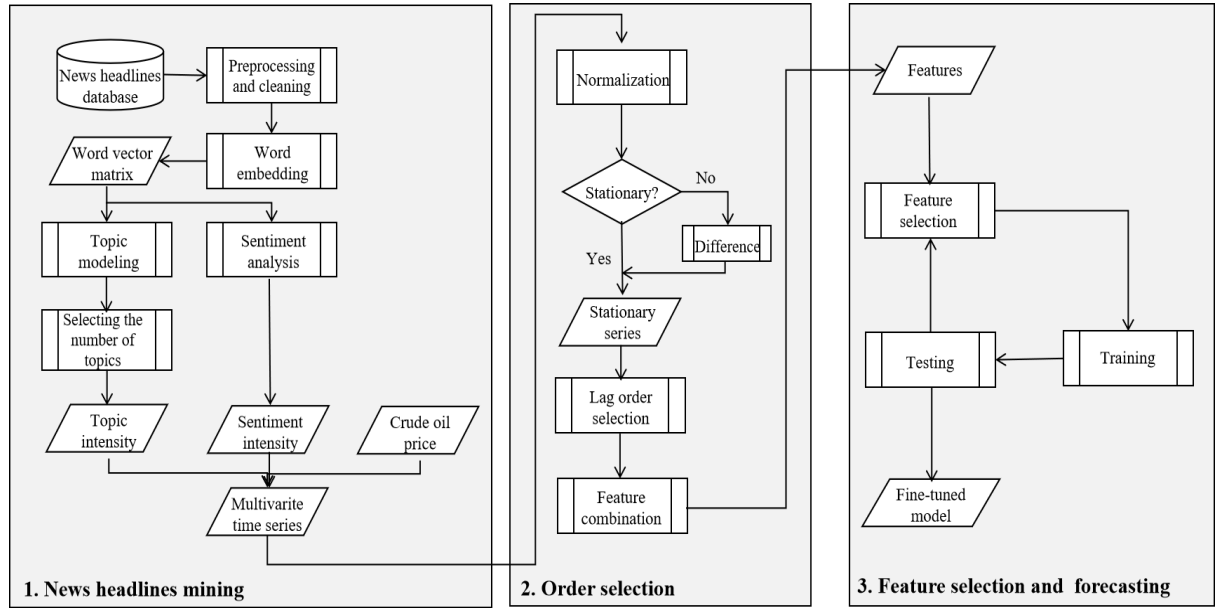 News headlines
database
Preprocessing
and cleaning
Word vector
matrix
Word
embedding
Topic
modeling
Sentiment
analysis
Selecting the
number of
topics
Topic
intensity
Sentiment
intensity
Crude oil
price
Multivarite
time series
1. News headlines mining
Normalization
Stationary?
No
Difference
Yes
Stationary
series
Lag order
selection
Feature
combination
2. Order selection
Features
Feature
selection
Testing
Training
Fine-tuned
model
3. Feature selection and forecasting